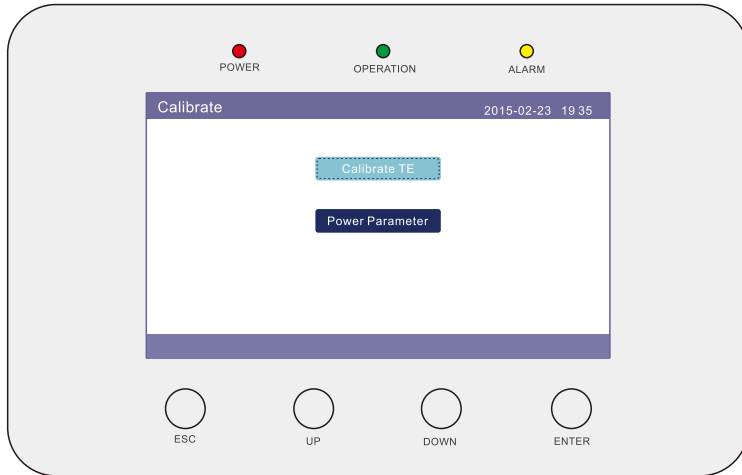 POWER OPERATION ALARM
Calibrate 2015-02-23 19 35
Calibrate TE
Power Parameter
ESC UP DOWN ENTER